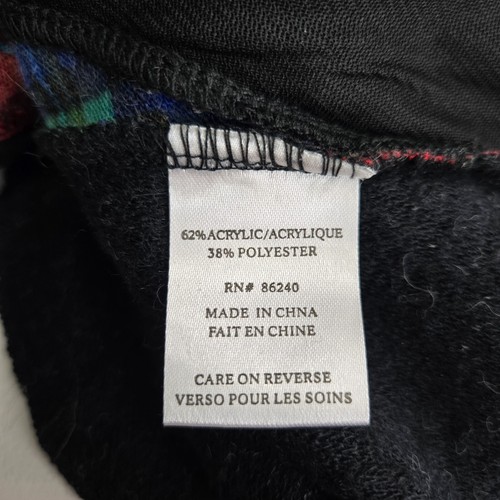 62% ACRYLIC/ACRYLIQUE
38% POLYESTER
RN# 86240
MADE IN CHNA
FAIT EN CHINE
CARE ON REVERSE
VERSO POUR LES SOINS